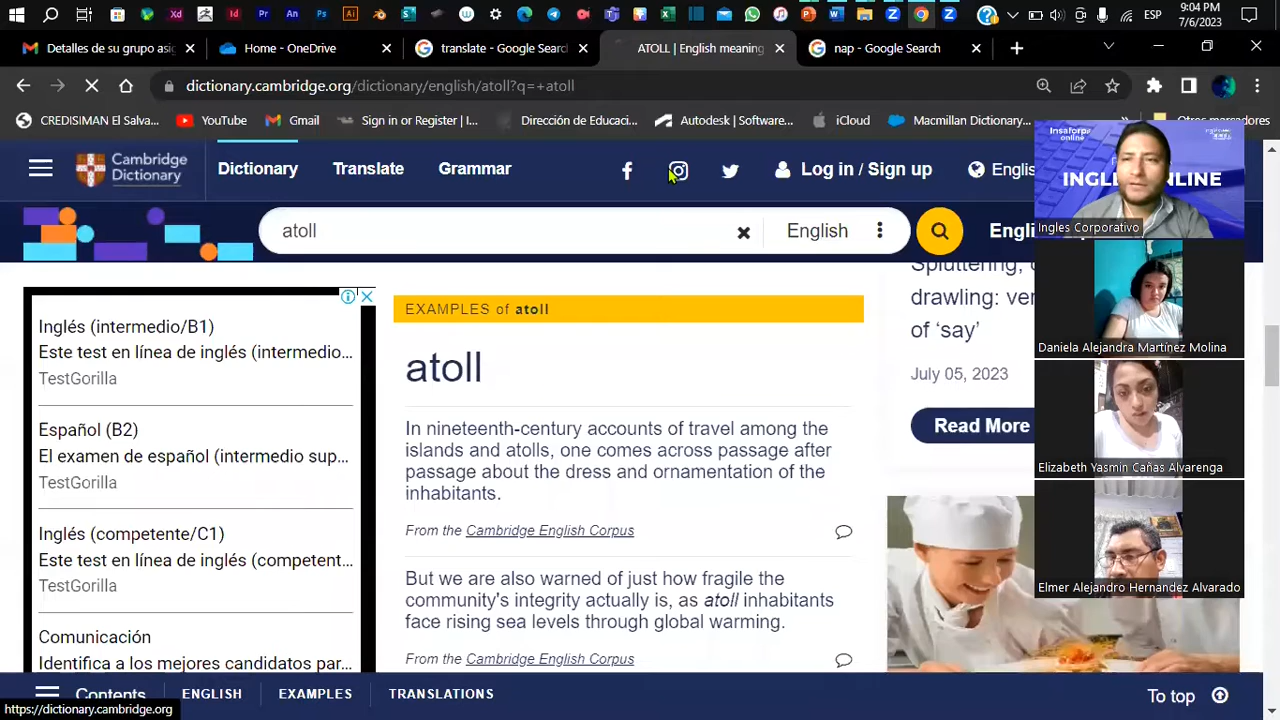 9:04 PM
ESP
7/6/2023
Detalles de su grupo asi
Home - OneDrive
translate - Google Search
ATOLL | English meaning
nap - Google Search
dictionary.cambridge.org/dictionary/english/atoll?q=+atoll
CREDISIMAN El Salva...
YouTube
Gmail
Sign in or Register | I...
Dirección de Educaci...
Autodesk | Software...
iCloud
Macmillan Dictionary...
Otros marcadores
Cambridge
Dictionary
Dictionary
Translate
Grammar
Log in / Sign up
English
atoll
English
Insaforp
online
INGLÉS ONLINE
Ingles Corporativo
Daniela Alejandra Martínez Molina
Elizabeth Yasmin Cañas Alvarenga
Elmer Alejandro Hernandez Alvarado
Inglés (intermedio/B1)
Este test en línea de inglés (intermedio...
TestGorilla
Español (B2)
El examen de español (intermedio sup...
TestGorilla
Inglés (competente/C1)
Este test en línea de inglés (competent...
TestGorilla
Comunicación
Identifica a los mejores candidatos par...
EXAMPLES of atoll
atoll
In nineteenth-century accounts of travel among the
islands and atolls, one comes across passage after
passage about the dress and ornamentation of the
inhabitants.
From the Cambridge English Corpus
But we are also warned of just how fragile the
community's integrity actually is, as atoll inhabitants
face rising sea levels through global warming.
From the Cambridge English Corpus
Spluttering,
drawling:
of ‘say’
July 05, 2023
Read More
Contents
ENGLISH
EXAMPLES
TRANSLATIONS
To top
https://dictionary.cambridge.org